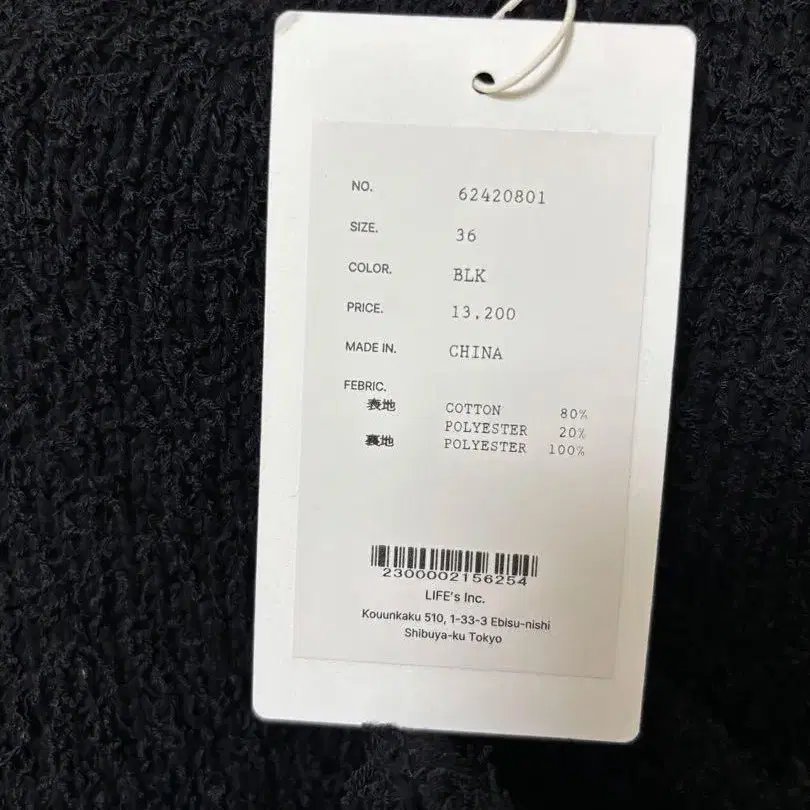 NO. 62420801
SIZE. 36
COLOR. BLK
PRICE. 13,200
MADE IN. CHINA
FEBRIC.
表地 COTTON 80%
POLYESTER 20%
裏地 POLYESTER 100%
2300002156254
LIFE's Inc.
Kouunkaku 510, 1-33-3 Ebisu-nishi
Shibuya-ku Tokyo